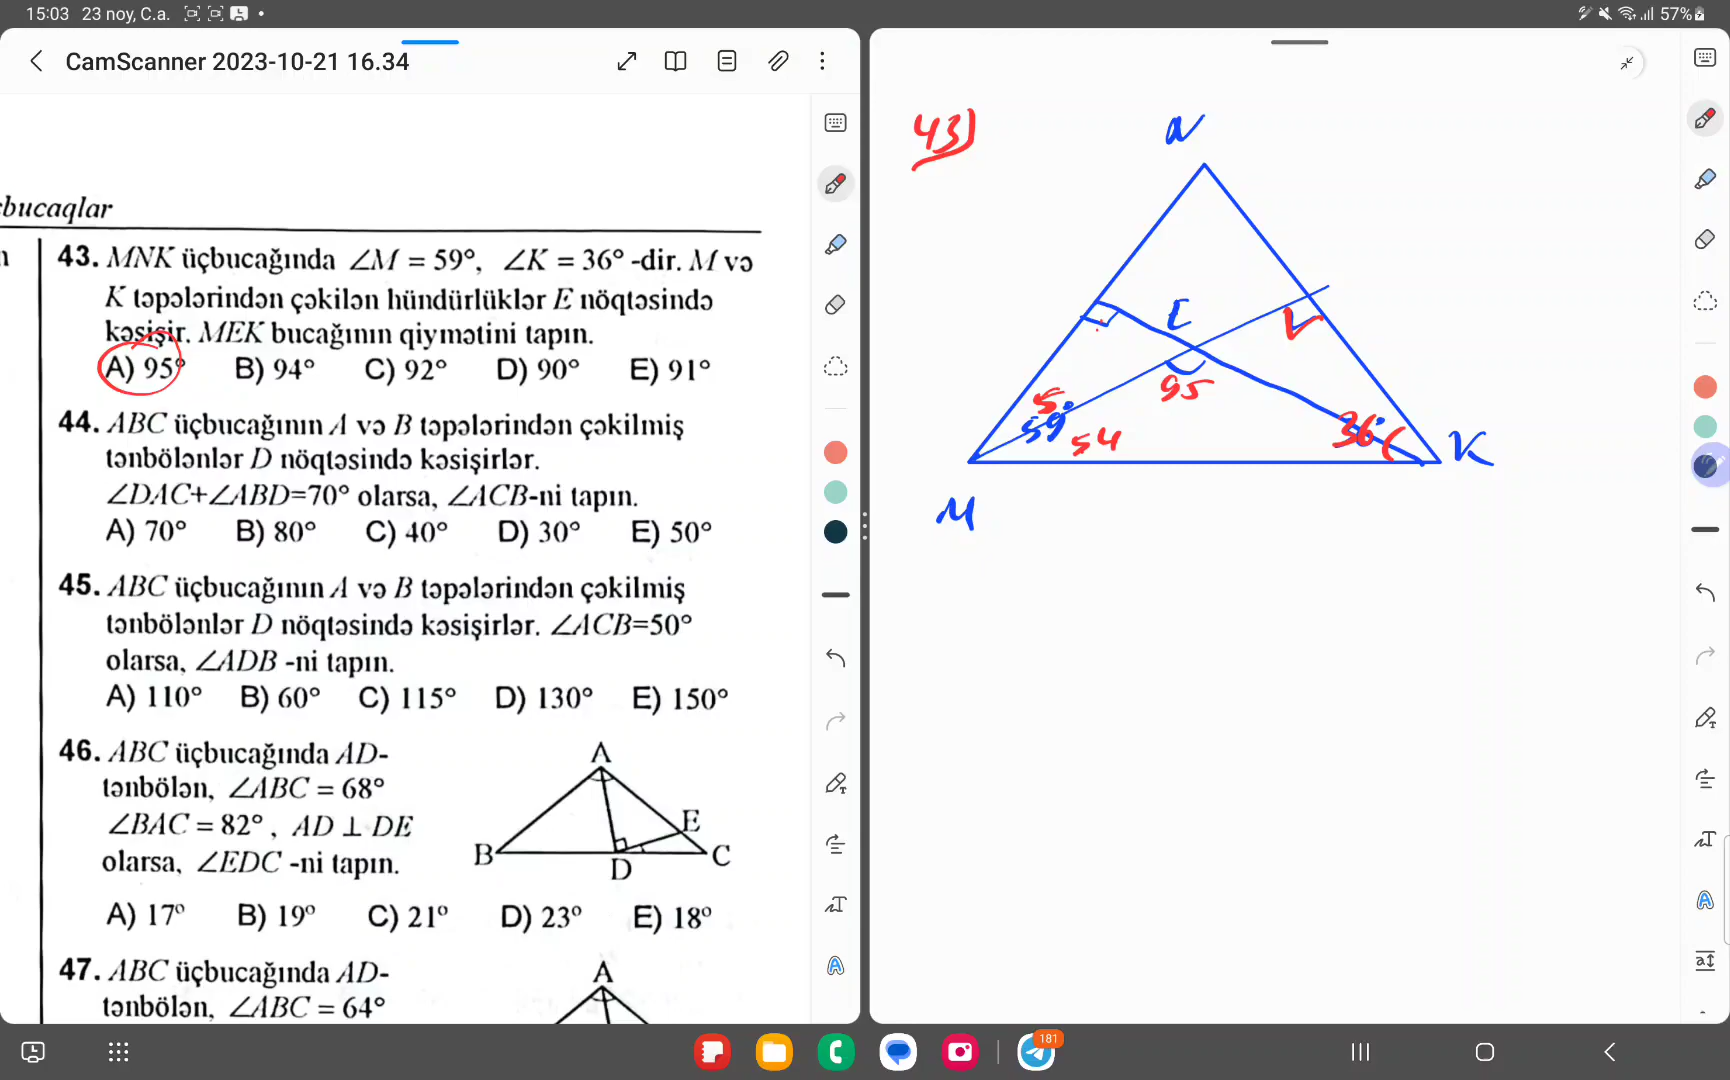 15:03 23 noy, C.a.
57%
CamScanner 2023-10-21 16.34
çbucaqlar
43. MNK üçbucağında ∠M = 59°, ∠K = 36° -dir. M və
K təpələrindən çəkilən hündürlüklər E nöqtəsində
kəsişir. MEK bucağının qiymətini tapın.
A) 95° B) 94° C) 92° D) 90° E) 91°
44. ABC üçbucağının A və B təpələrindən çəkilmiş
tənbölənlər D nöqtəsində kəsişirlər.
∠DAC+∠ABD=70° olarsa, ∠ACB-ni tapın.
A) 70° B) 80° C) 40° D) 30° E) 50°
45. ABC üçbucağının A və B təpələrindən çəkilmiş
tənbölənlər D nöqtəsində kəsişirlər. ∠ACB=50°
olarsa, ∠ADB -ni tapın.
A) 110° B) 60° C) 115° D) 130° E) 150°
46. ABC üçbucağında AD-
tənbölən, ∠ABC = 68°
∠BAC = 82° , AD ⊥ DE
olarsa, ∠EDC -ni tapın.
A
E
B
D
C
A) 17° B) 19° C) 21° D) 23° E) 18°
47. ABC üçbucağında AD-
tənbölən, ∠ABC = 64°
A
43)
N
E
95
5
59°
54
36°
K
M
181